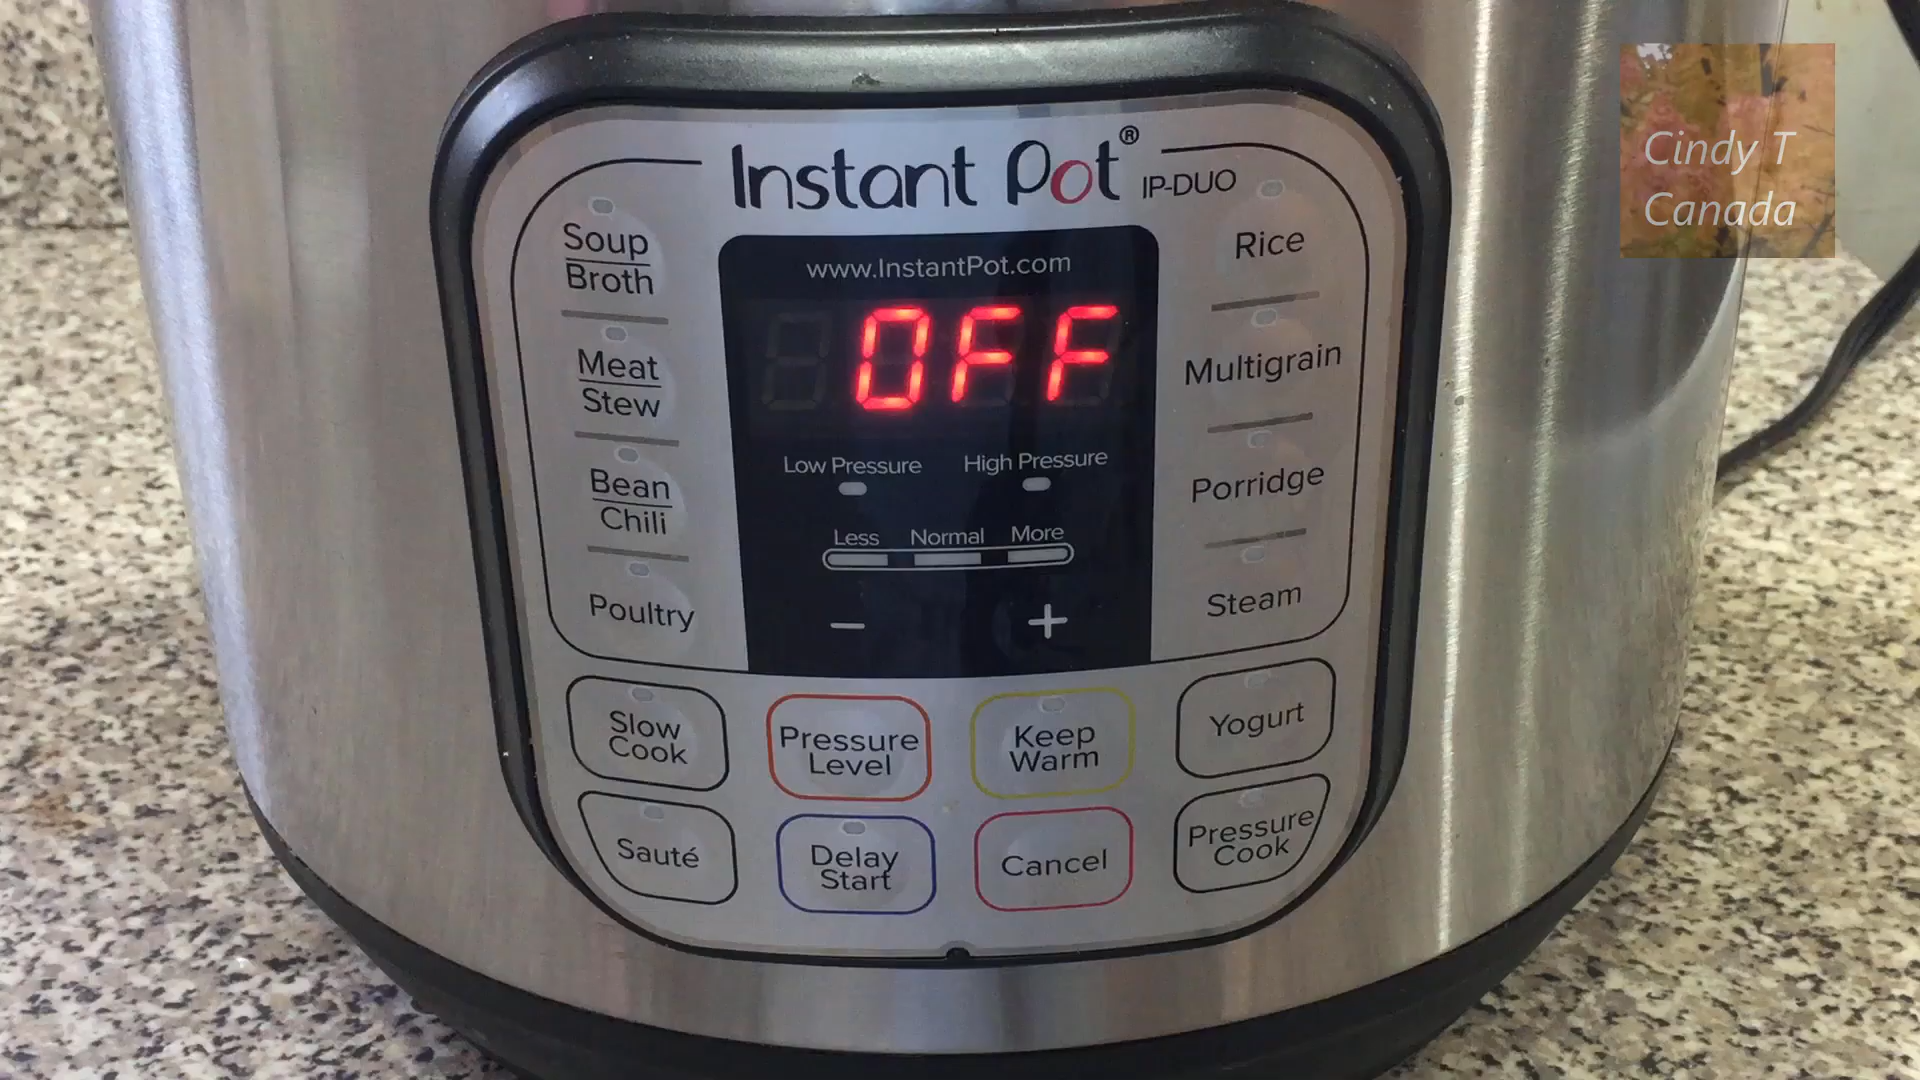 Instant Pot® IP-DUO
www.InstantPot.com
OFF
Low Pressure High Pressure
Less Normal More
− +
Soup
Broth
Meat
Stew
Bean
Chili
Poultry
Rice
Multigrain
Porridge
Steam
Slow
Cook
Pressure
Level
Keep
Warm
Yogurt
Sauté
Delay
Start
Cancel
Pressure
Cook
Cindy T
Canada